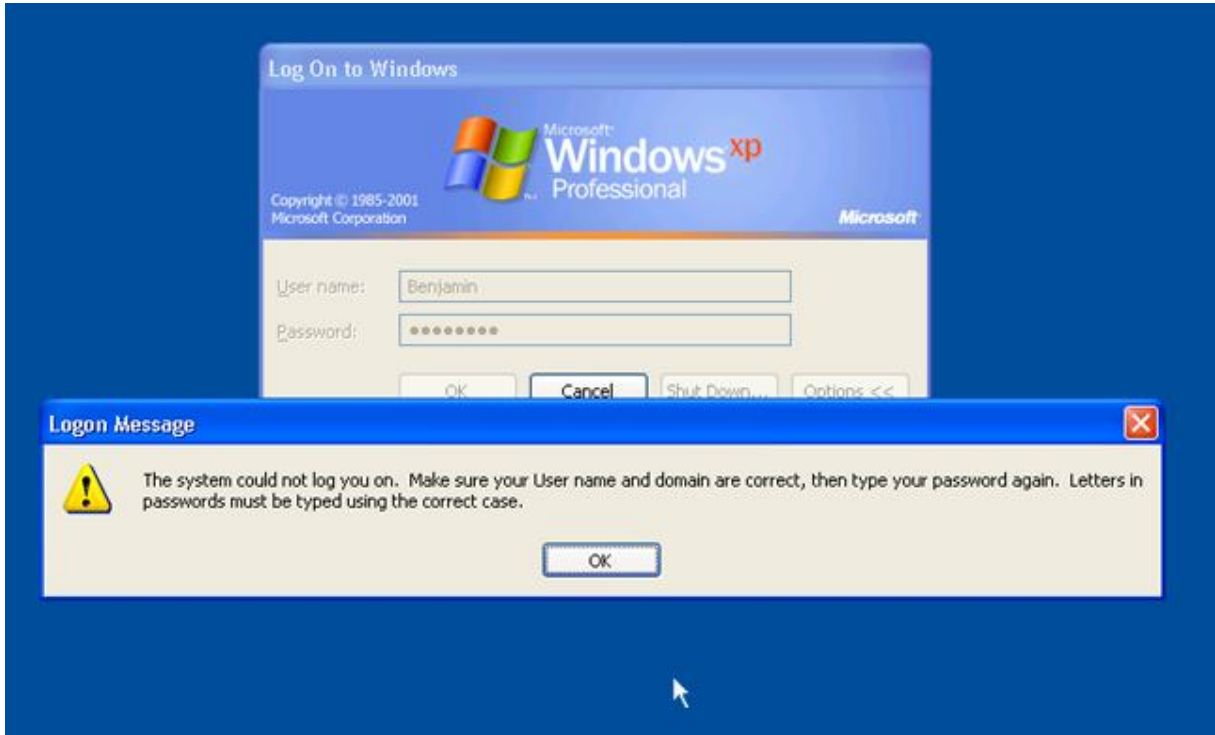 Log On to Windows
Microsoft
Windows xp
Professional
Copyright © 1985-2001
Microsoft Corporation
Microsoft
User name: Benjamin
Password: ●●●●●●●●
OK Cancel Shut Down... Options <<
Logon Message
The system could not log you on. Make sure your User name and domain are correct, then type your password again. Letters in
passwords must be typed using the correct case.
OK